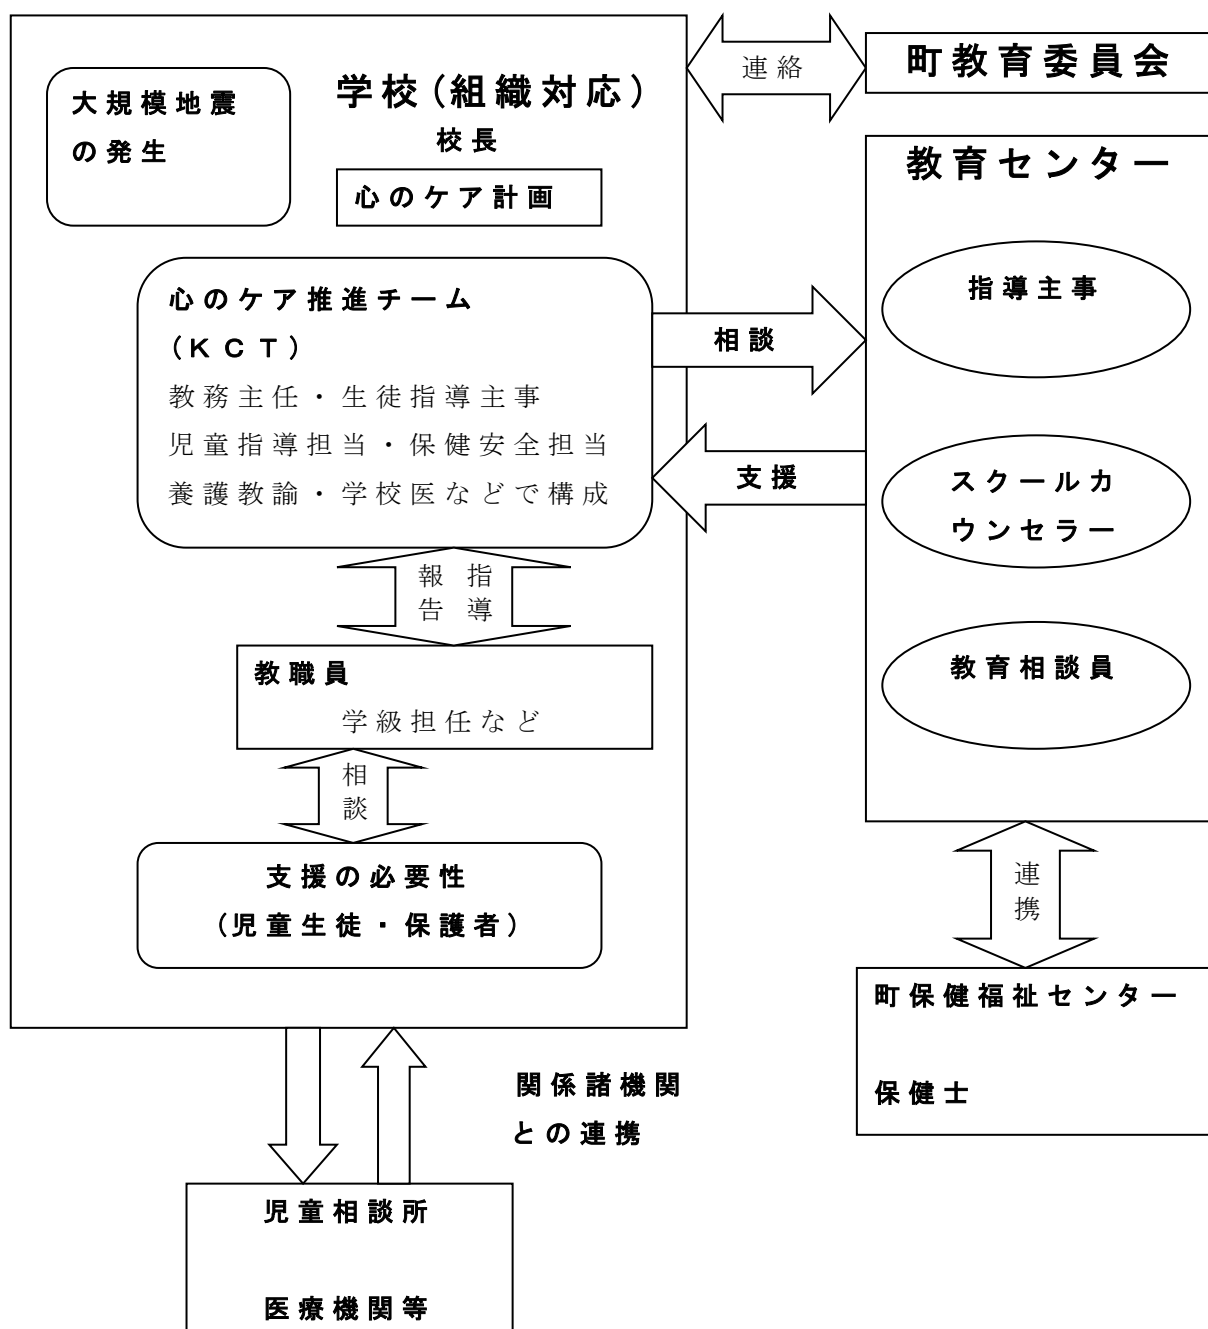 大規模地震
の発生
学校(組織対応)
校長
心のケア計画
連絡
町教育委員会
教育センター
指導主事
スクールカ
ウンセラー
教育相談員
心のケア推進チーム
(KCT)
教務主任・生徒指導主事
児童指導担当・保健安全担当
養護教諭・学校医などで構成
相談
支援
報告
指導
教職員
学級担任など
相談
支援の必要性
(児童生徒・保護者)
連携
町保健福祉センター
保健士
関係諸機関
との連携
児童相談所
医療機関等